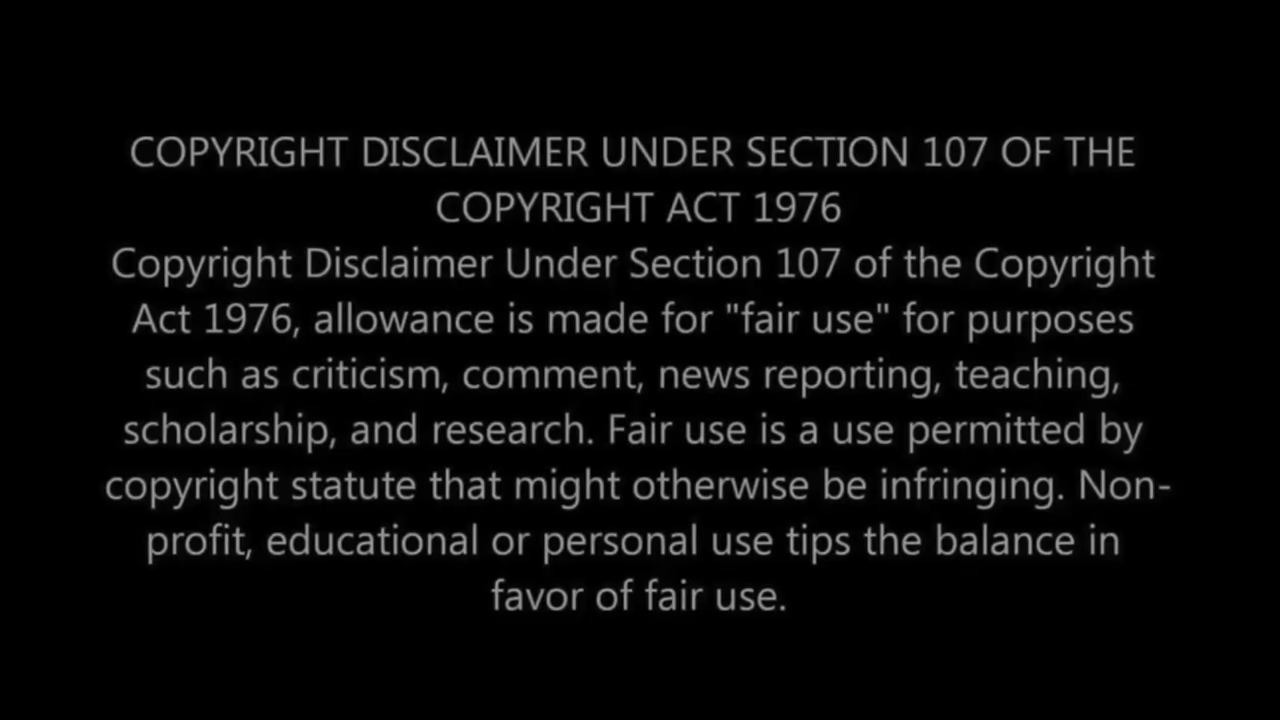 COPYRIGHT DISCLAIMER UNDER SECTION 107 OF THE
COPYRIGHT ACT 1976
Copyright Disclaimer Under Section 107 of the Copyright
Act 1976, allowance is made for "fair use" for purposes
such as criticism, comment, news reporting, teaching,
scholarship, and research. Fair use is a use permitted by
copyright statute that might otherwise be infringing. Non-
profit, educational or personal use tips the balance in
favor of fair use.